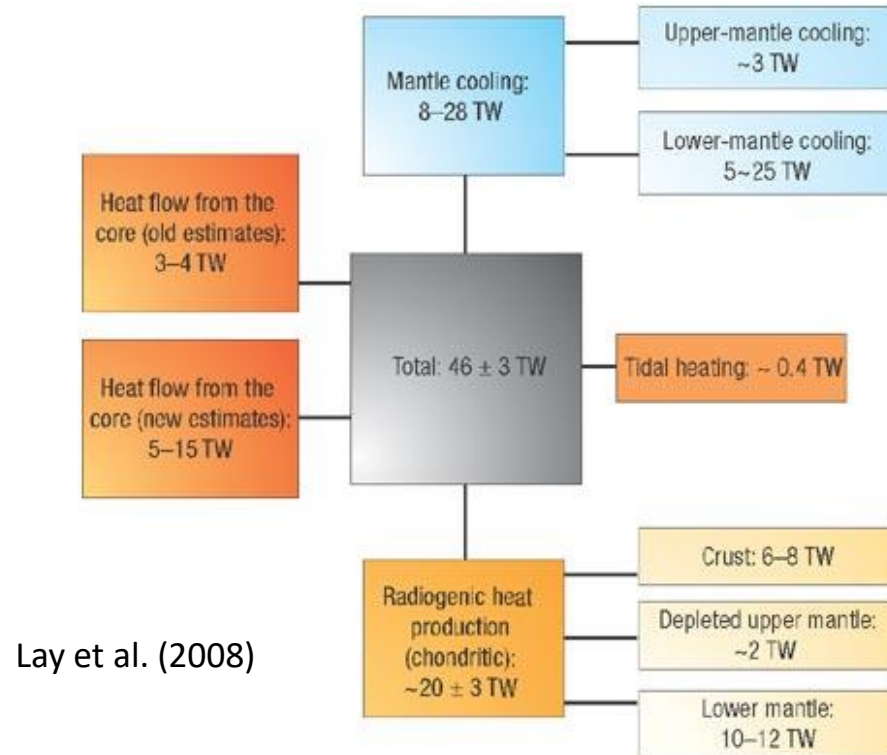 Upper-mantle cooling:
~3 TW
Mantle cooling:
8–28 TW
Lower-mantle cooling:
5~25 TW
Heat flow from the
core (old estimates):
3–4 TW
Total: 46 ± 3 TW
Tidal heating: ~ 0.4 TW
Heat flow from the
core (new estimates):
5–15 TW
Crust: 6–8 TW
Radiogenic heat
production
(chondritic):
~20 ± 3 TW
Depleted upper mantle:
~2 TW
Lower mantle:
10–12 TW
Lay et al. (2008)